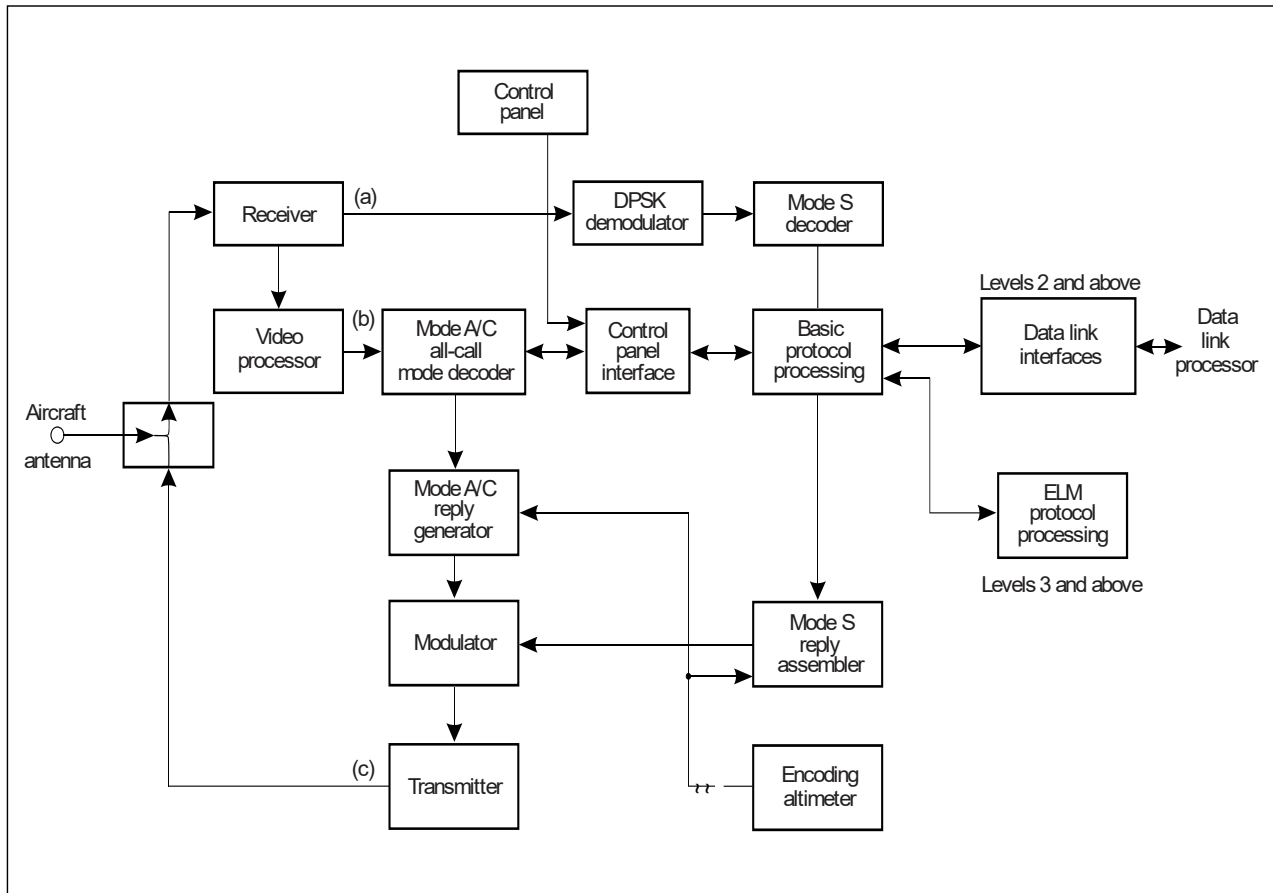 Control
panel
(a)
Receiver
DPSK
demodulator
Mode S
decoder
Levels 2 and above
(b)
Video
processor
Mode A/C
all-call
mode decoder
Control
panel
interface
Basic
protocol
processing
Data link
interfaces
Data
link
processor
Aircraft
antenna
Mode A/C
reply
generator
ELM
protocol
processing
Levels 3 and above
Modulator
Mode S
reply
assembler
(c)
Transmitter
Encoding
altimeter